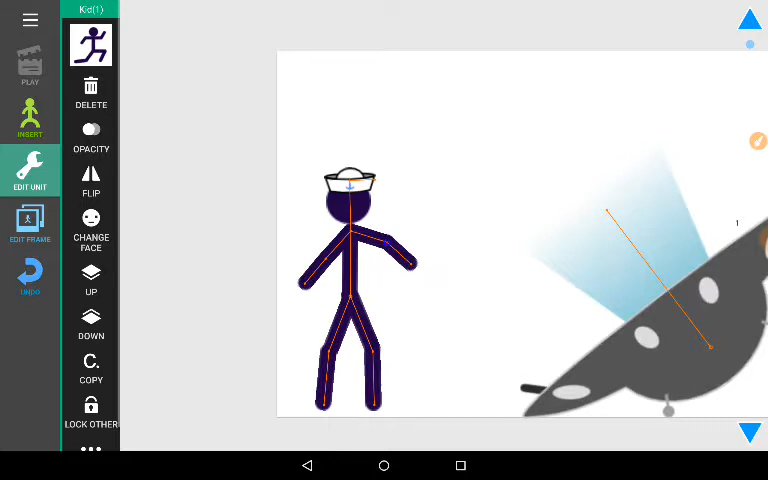 Kid(1)
PLAY
INSERT
EDIT UNIT
EDIT FRAME
UNDO
DELETE
OPACITY
FLIP
CHANGE
FACE
UP
DOWN
C.
COPY
LOCK OTHER
1